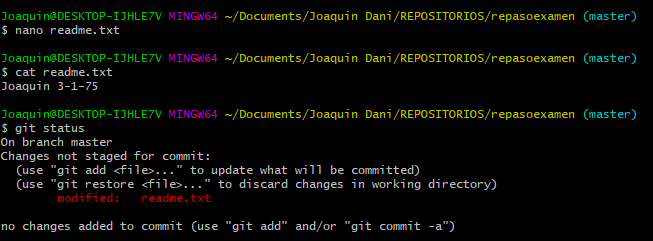 Joaquin@DESKTOP-IJHLE7V MINGW64 ~/Documents/Joaquin Dani/REPOSITORIOS/repasoexamen (master)
$ nano readme.txt
Joaquin@DESKTOP-IJHLE7V MINGW64 ~/Documents/Joaquin Dani/REPOSITORIOS/repasoexamen (master)
$ cat readme.txt
Joaquin 3-1-75
Joaquin@DESKTOP-IJHLE7V MINGW64 ~/Documents/Joaquin Dani/REPOSITORIOS/repasoexamen (master)
$ git status
On branch master
Changes not staged for commit:
  (use "git add <file>..." to update what will be committed)
  (use "git restore <file>..." to discard changes in working directory)
        modified:   readme.txt
no changes added to commit (use "git add" and/or "git commit -a")